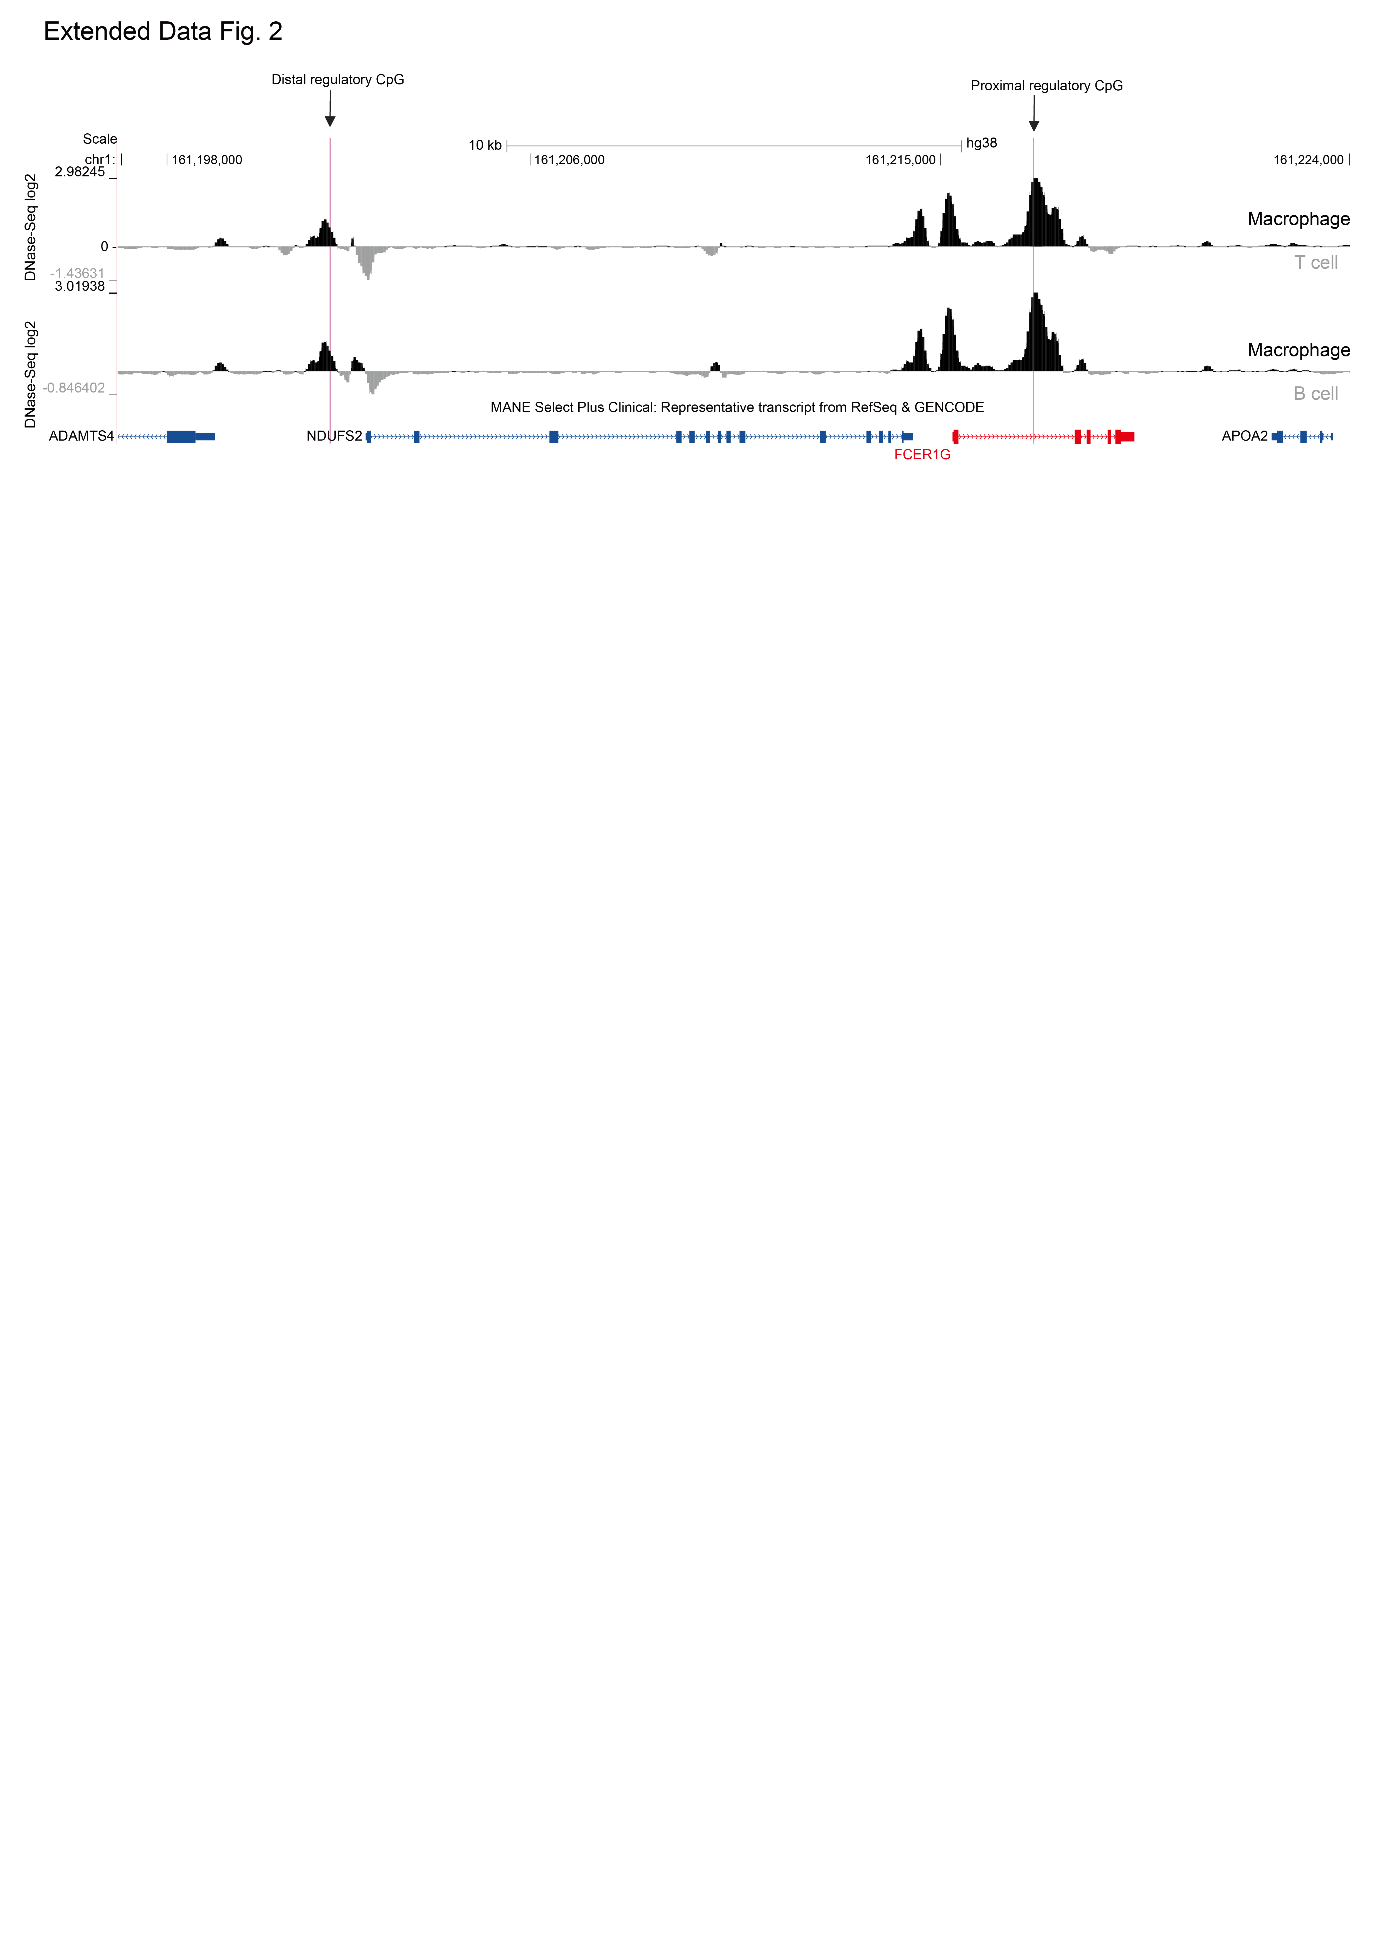 Extended Data Fig. 2
Distal regulatory CpG
Proximal regulatory CpG
Scale
10 kb
hg38
chr1:
161,198,000
161,206,000
161,215,000
161,224,000
2.98245
DNase-Seq log2
0
-1.43631
Macrophage
T cell
3.01938
DNase-Seq log2
-0.846402
Macrophage
B cell
MANE Select Plus Clinical: Representative transcript from RefSeq & GENCODE
ADAMTS4
NDUFS2
FCER1G
APOA2